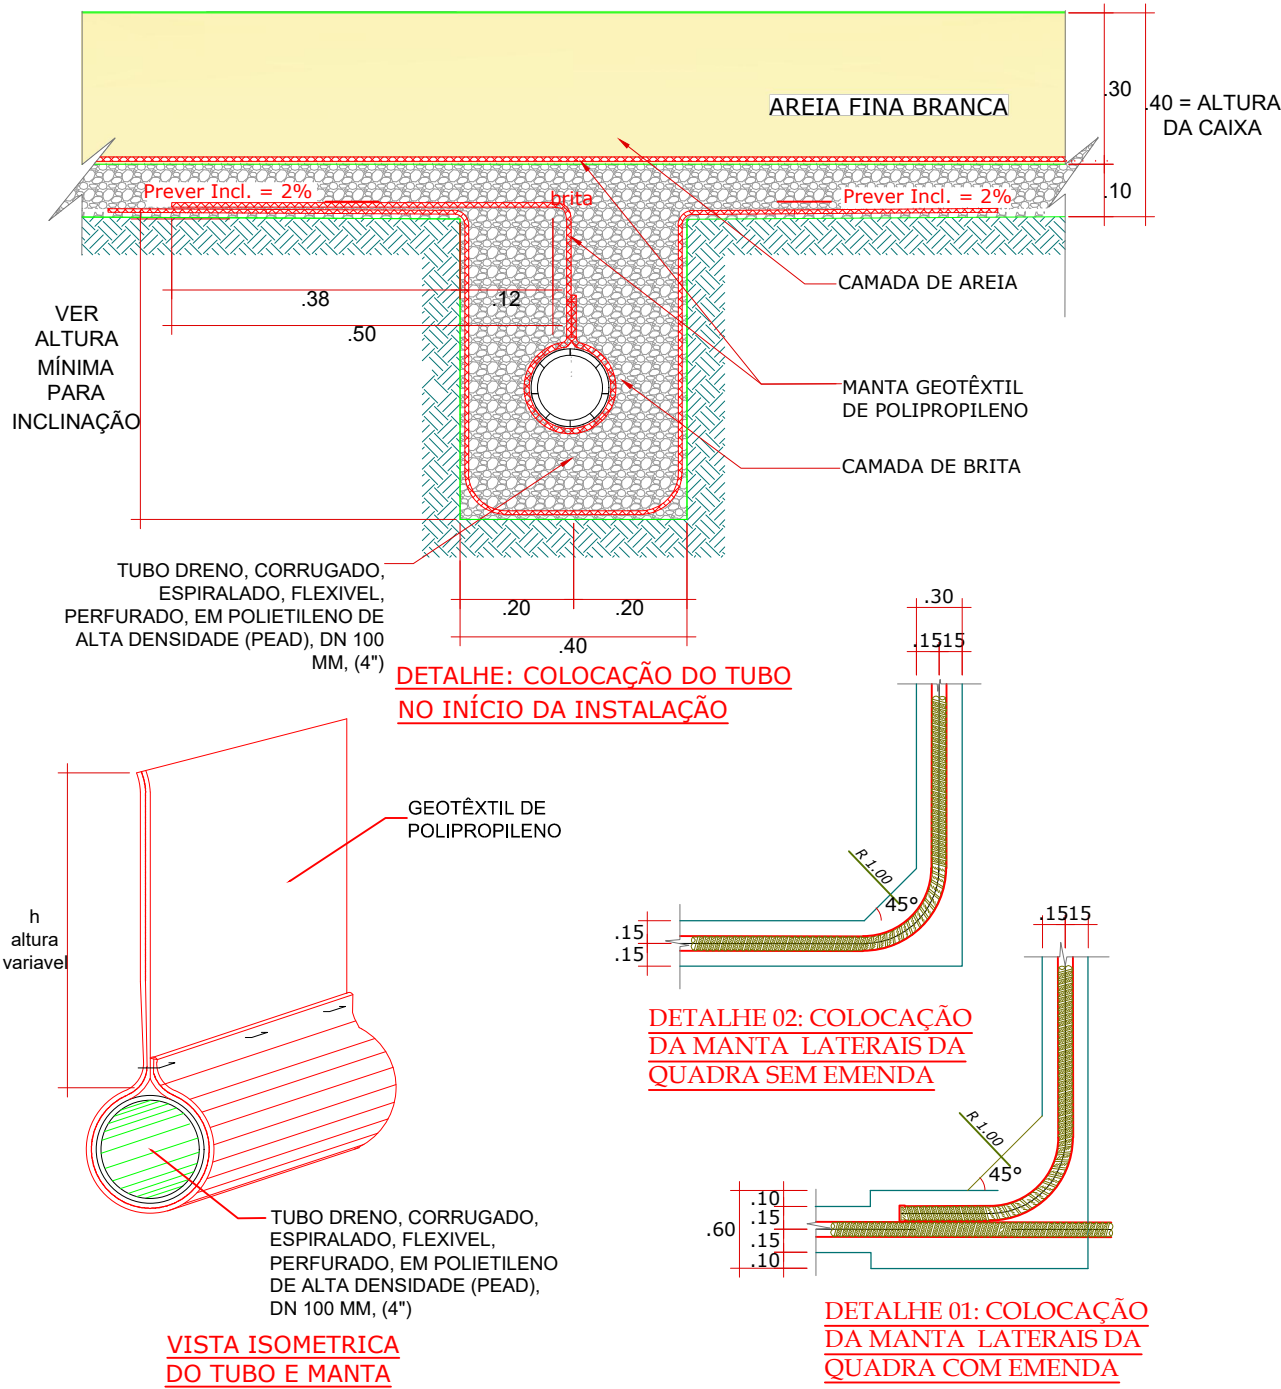 AREIA FINA BRANCA
.30
.40 = ALTURA
DA CAIXA
.10
Prever Incl. = 2%
brita
Prever Incl. = 2%
CAMADA DE AREIA
.38
.12
.50
VER
ALTURA
MÍNIMA
PARA
INCLINAÇÃO
MANTA GEOTÊXTIL
DE POLIPROPILENO
CAMADA DE BRITA
TUBO DRENO, CORRUGADO,
ESPIRALADO, FLEXIVEL,
PERFURADO, EM POLIETILENO DE
ALTA DENSIDADE (PEAD), DN 100
MM, (4")
.20
.20
.40
DETALHE: COLOCAÇÃO DO TUBO
NO INÍCIO DA INSTALAÇÃO
.30
.15
.15
R 1.00
45°
.15
.15
DETALHE 02: COLOCAÇÃO
DA MANTA LATERAIS DA
QUADRA SEM EMENDA
GEOTÊXTIL DE
POLIPROPILENO
h
altura
variavel
TUBO DRENO, CORRUGADO,
ESPIRALADO, FLEXIVEL,
PERFURADO, EM POLIETILENO
DE ALTA DENSIDADE (PEAD),
DN 100 MM, (4")
VISTA ISOMETRICA
DO TUBO E MANTA
.15
.15
R 1.00
45°
.10
.15
.60
.15
.10
DETALHE 01: COLOCAÇÃO
DA MANTA LATERAIS DA
QUADRA COM EMENDA